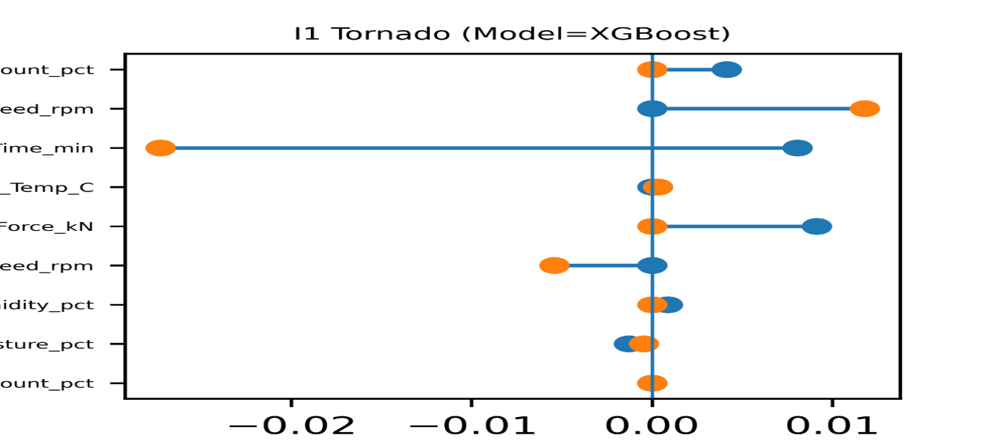 I1 Tornado (Model=XGBoost)
ount_pct
eed_rpm
Time_min
_Temp_C
Force_kN
eed_rpm
idity_pct
sture_pct
ount_pct
−0.02 −0.01 0.00 0.01